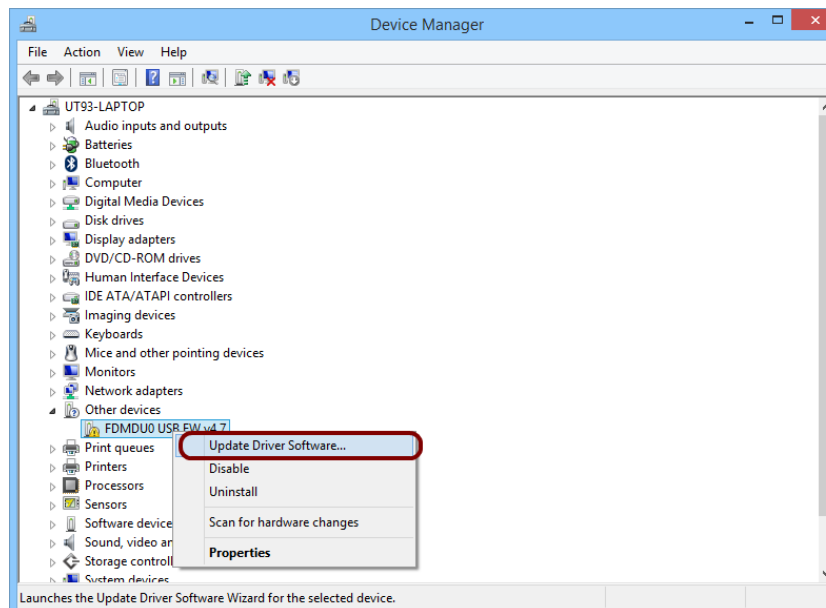 Device Manager
File Action View Help
UT93-LAPTOP
Audio inputs and outputs
Batteries
Bluetooth
Computer
Digital Media Devices
Disk drives
Display adapters
DVD/CD-ROM drives
Human Interface Devices
IDE ATA/ATAPI controllers
Imaging devices
Keyboards
Mice and other pointing devices
Monitors
Network adapters
Other devices
FDMDU0 USB FW v4.7
Update Driver Software...
Print queues
Disable
Printers
Processors
Uninstall
Sensors
Software device
Scan for hardware changes
Sound, video an
Properties
Storage controll
System devices
Launches the Update Driver Software Wizard for the selected device.